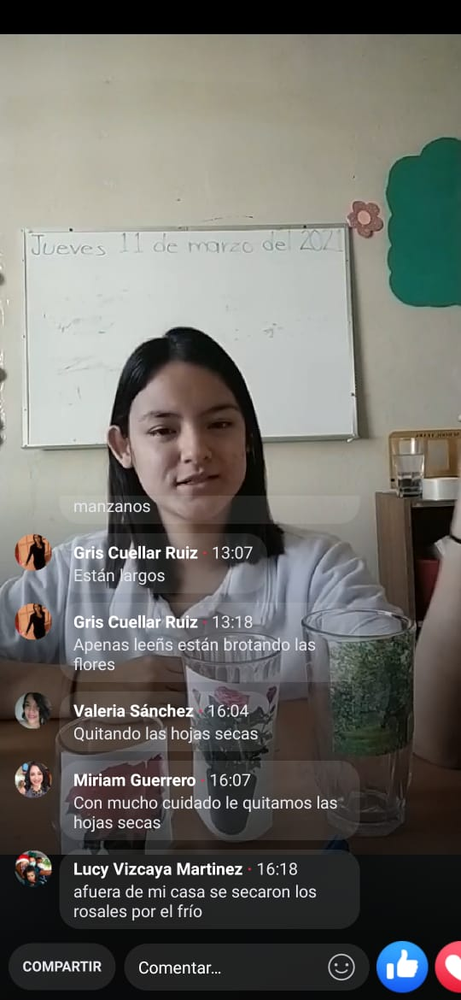 Jueves 11 de marzo del 2021
manzanos
Gris Cuellar Ruiz · 13:07
Están largos
Gris Cuellar Ruiz · 13:18
Apenas leeñs están brotando las
flores
Valeria Sánchez · 16:04
Quitando las hojas secas
Miriam Guerrero · 16:07
Con mucho cuidado le quitamos las
hojas secas
Lucy Vizcaya Martinez · 16:18
afuera de mi casa se secaron los
rosales por el frío
COMPARTIR
Comentar...